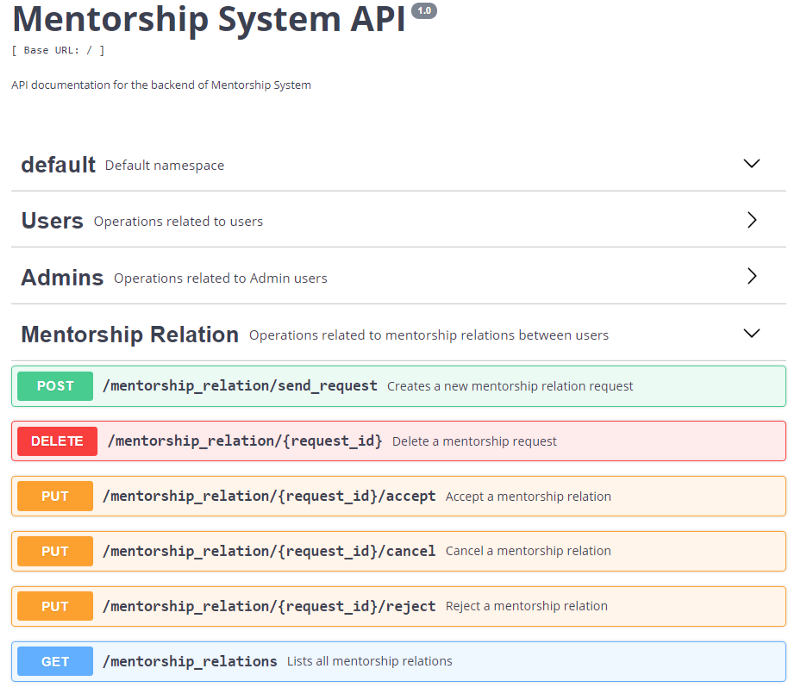 Mentorship System API 1.0
[ Base URL: / ]
API documentation for the backend of Mentorship System
default Default namespace
Users Operations related to users
Admins Operations related to Admin users
Mentorship Relation Operations related to mentorship relations between users
POST /mentorship_relation/send_request Creates a new mentorship relation request
DELETE /mentorship_relation/{request_id} Delete a mentorship request
PUT /mentorship_relation/{request_id}/accept Accept a mentorship relation
PUT /mentorship_relation/{request_id}/cancel Cancel a mentorship relation
PUT /mentorship_relation/{request_id}/reject Reject a mentorship relation
GET /mentorship_relations Lists all mentorship relations